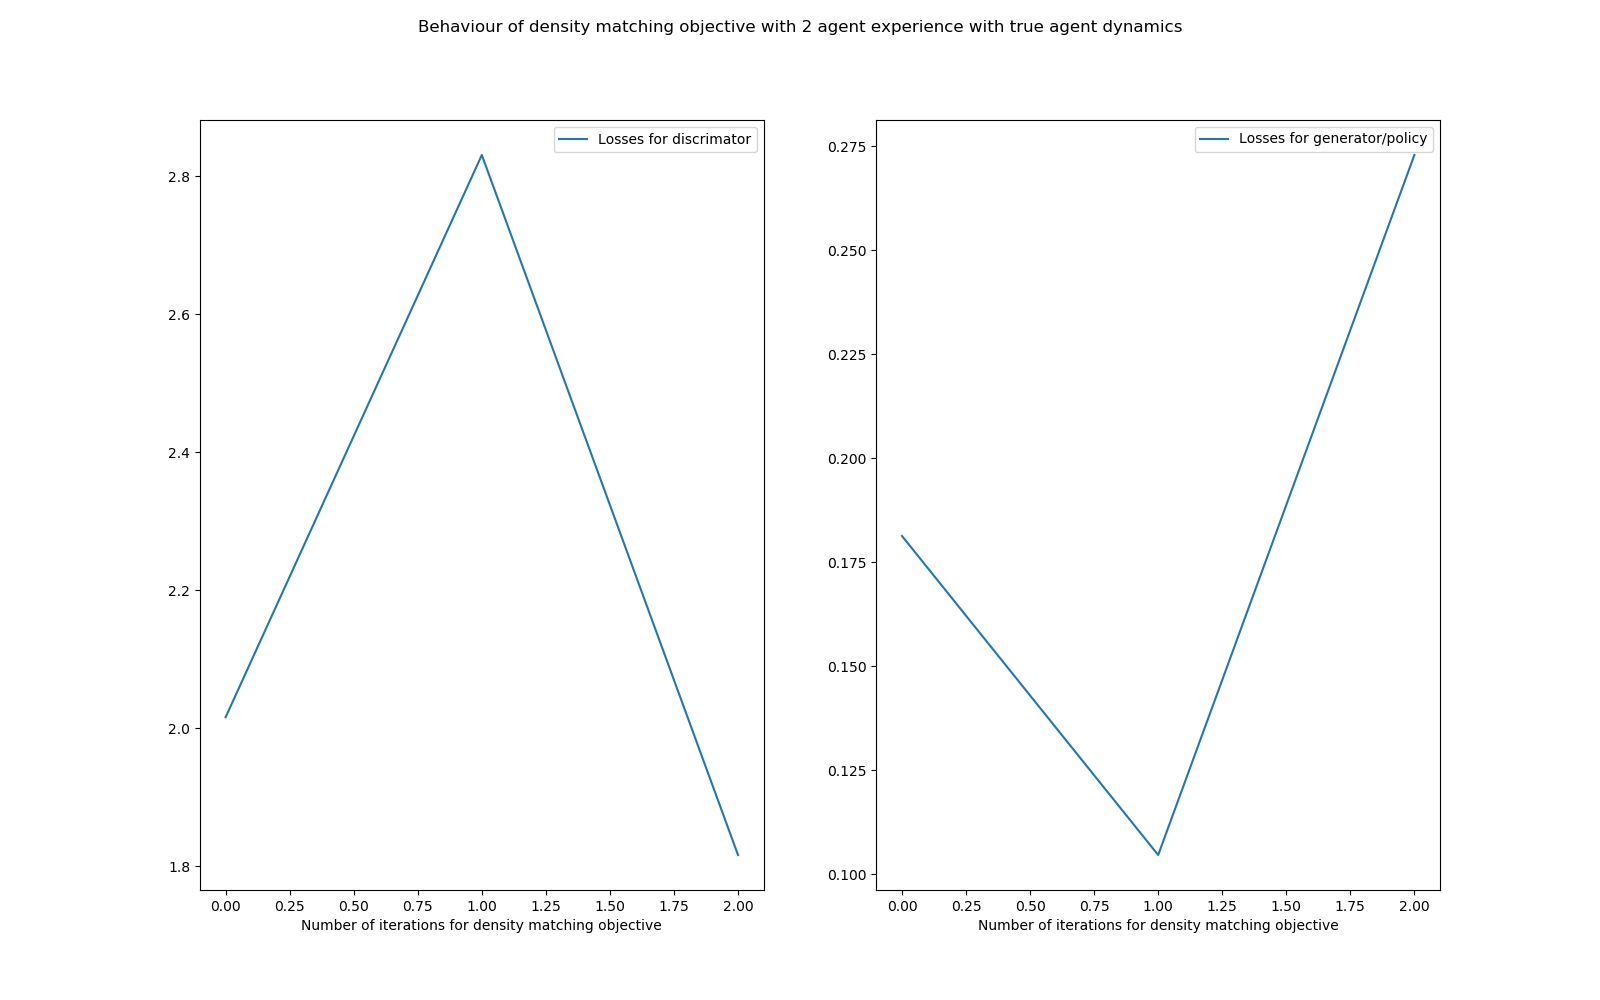 Behaviour of density matching objective with 2 agent experience with true agent dynamics
Losses for discrimator
2.8
2.6
2.4
2.2
2.0
1.8
0.00 0.25 0.50 0.75 1.00 1.25 1.50 1.75 2.00
Number of iterations for density matching objective
Losses for generator/policy
0.275
0.250
0.225
0.200
0.175
0.150
0.125
0.100
0.00 0.25 0.50 0.75 1.00 1.25 1.50 1.75 2.00
Number of iterations for density matching objective